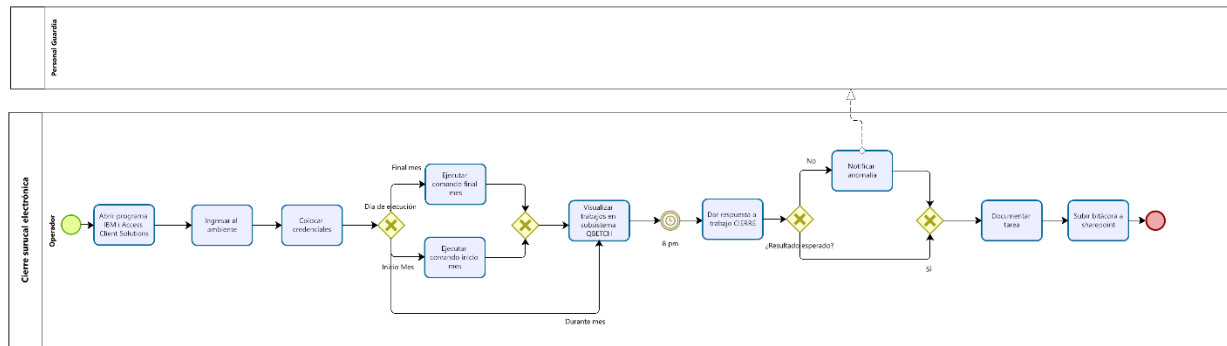 Personal Guardia
Cierre surucal electrónica
Operador
Abrir programa
IBM i Access
Client Solutions
Ingresar al
ambiente
Colocar
credenciales
Día de ejecución
Final mes
Ejecutar
comando final
mes
Inicio Mes
Ejecutar
comando inicio
mes
Durante mes
Visualizar
trabajos en
subsistema
QBETCH
8 pm
Dar respuesta a
trabajo CIERRE
¿Resultado esperado?
No
Notificar
anomalía
Sí
Documentar
tarea
Subir bitácora a
sharepoint